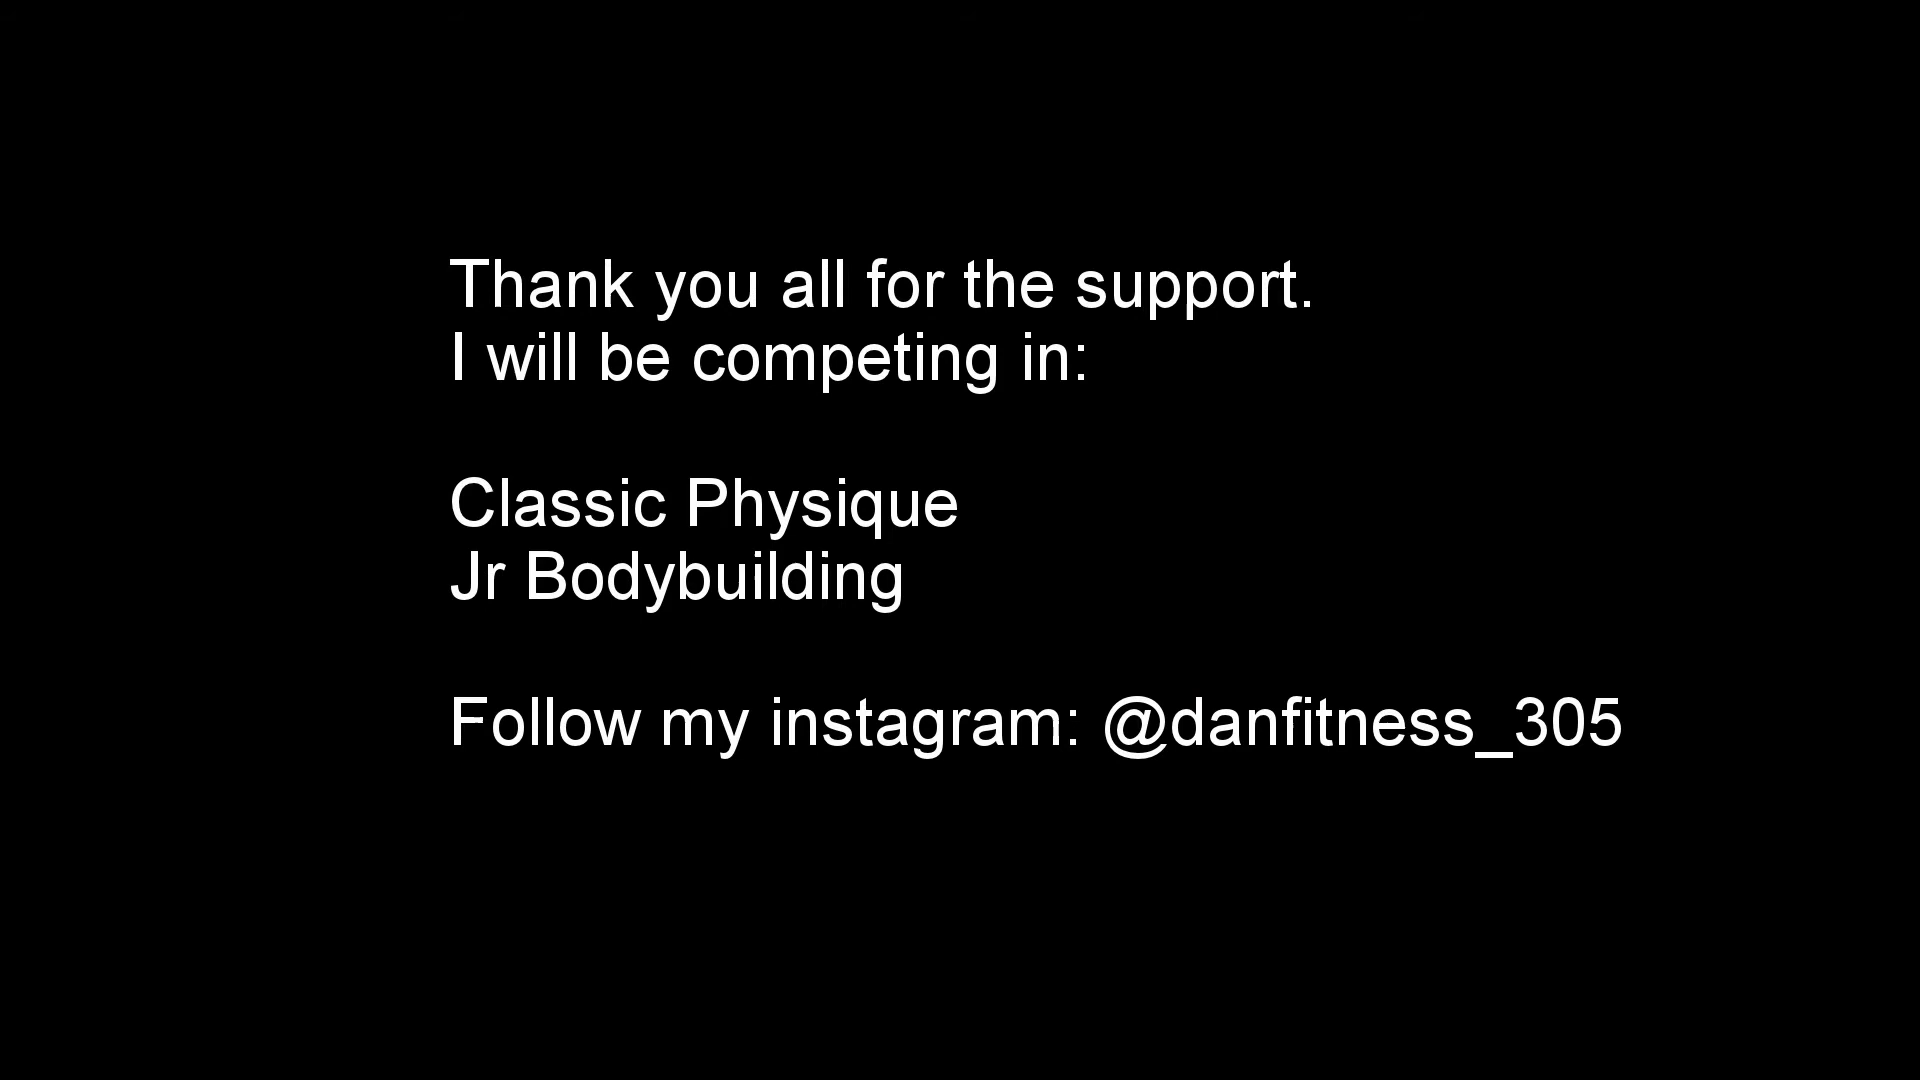 Thank you all for the support.
I will be competing in:
Classic Physique
Jr Bodybuilding
Follow my instagram: @danfitness_305